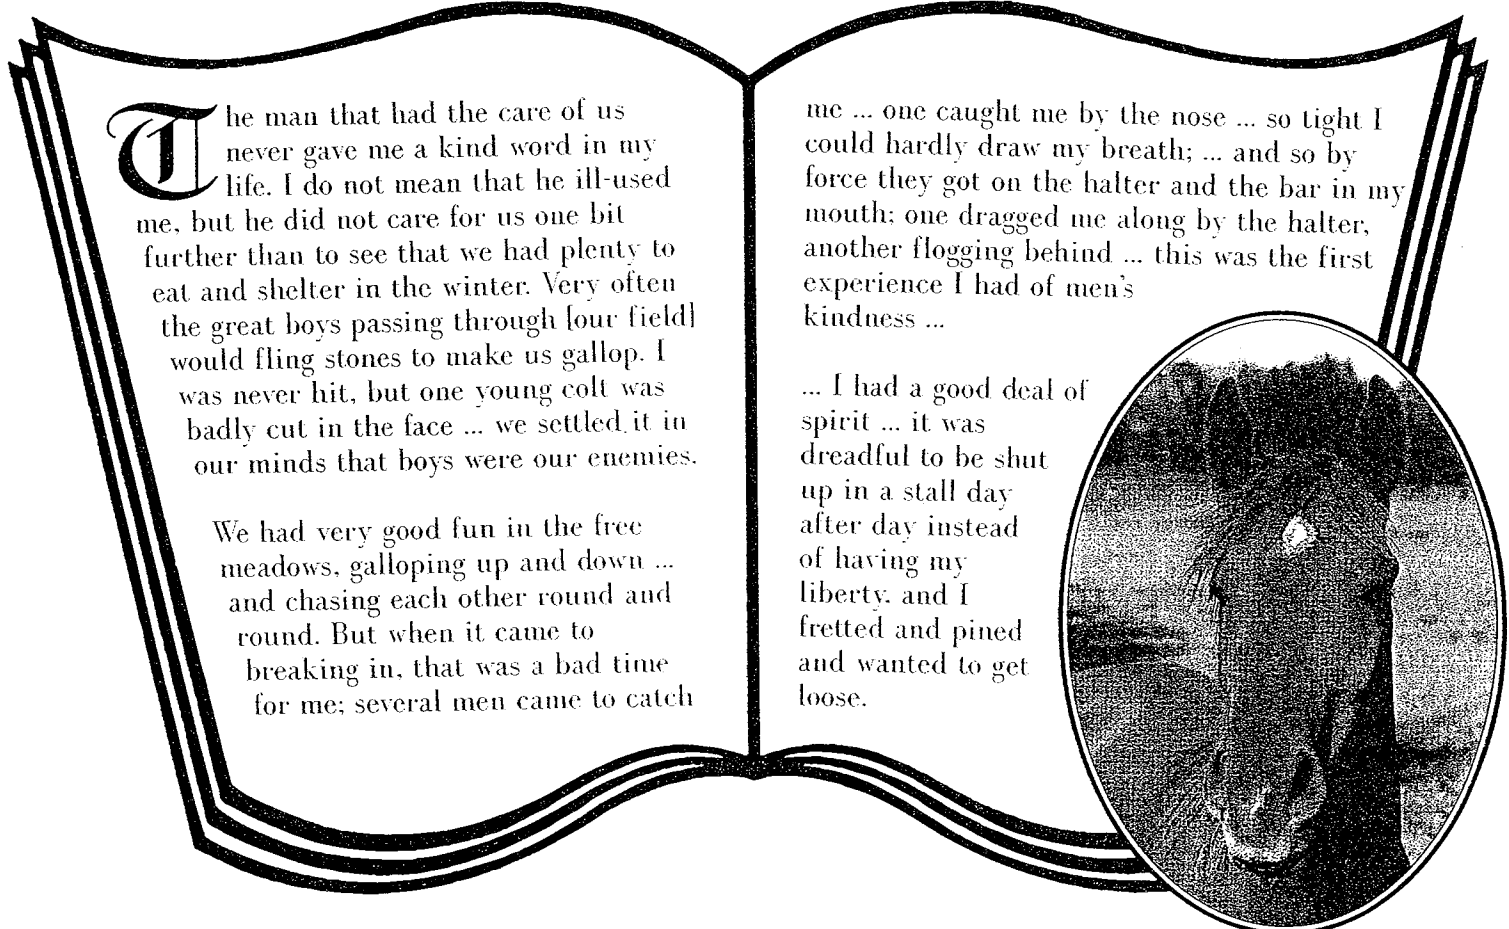 The man that had the care of us
never gave me a kind word in my
life. I do not mean that he ill-used
me, but he did not care for us one bit
further than to see that we had plenty to
eat and shelter in the winter. Very often
the great boys passing through [our field]
would fling stones to make us gallop. I
was never hit, but one young colt was
badly cut in the face ... we settled it in
our minds that boys were our enemies.
We had very good fun in the free
meadows, galloping up and down ...
and chasing each other round and
round. But when it came to
breaking in, that was a bad time
for me; several men came to catch
me ... one caught me by the nose ... so tight I
could hardly draw my breath; ... and so by
force they got on the halter and the bar in my
mouth; one dragged me along by the halter,
another flogging behind ... this was the first
experience I had of men's
kindness ...
... I had a good deal of
spirit ... it was
dreadful to be shut
up in a stall day
after day instead
of having my
liberty. and I
fretted and pined
and wanted to get
loose.